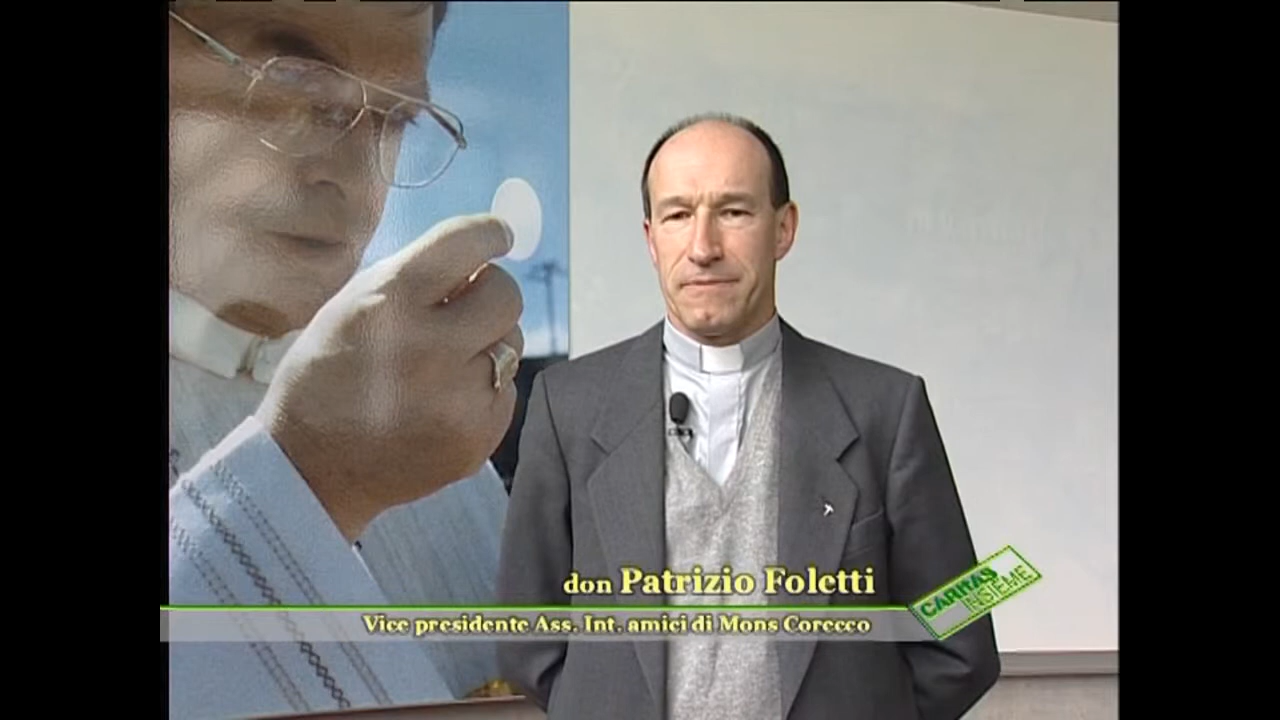 don Patrizio Foletti
CARITAS
INSIEME
Vice presidente Ass. Int. amici di Mons Corecco